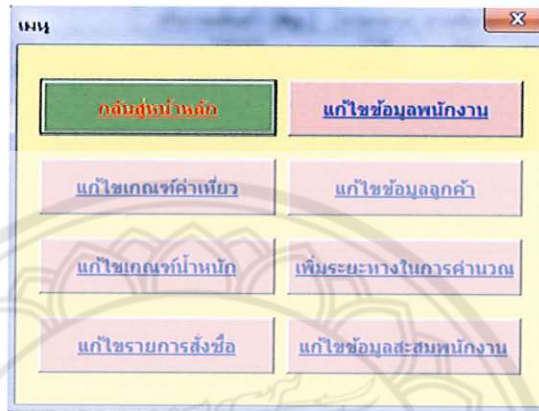 เมนู
กลับสู่หน้าหลัก
แก้ไขข้อมูลพนักงาน
แก้ไขเกณฑ์ค่าเที่ยว
แก้ไขข้อมูลลูกค้า
แก้ไขเกณฑ์น้ำหนัก
เพิ่มระยะทางในการคำนวณ
แก้ไขรายการสั่งซื้อ
แก้ไขข้อมูลสะสมพนักงาน